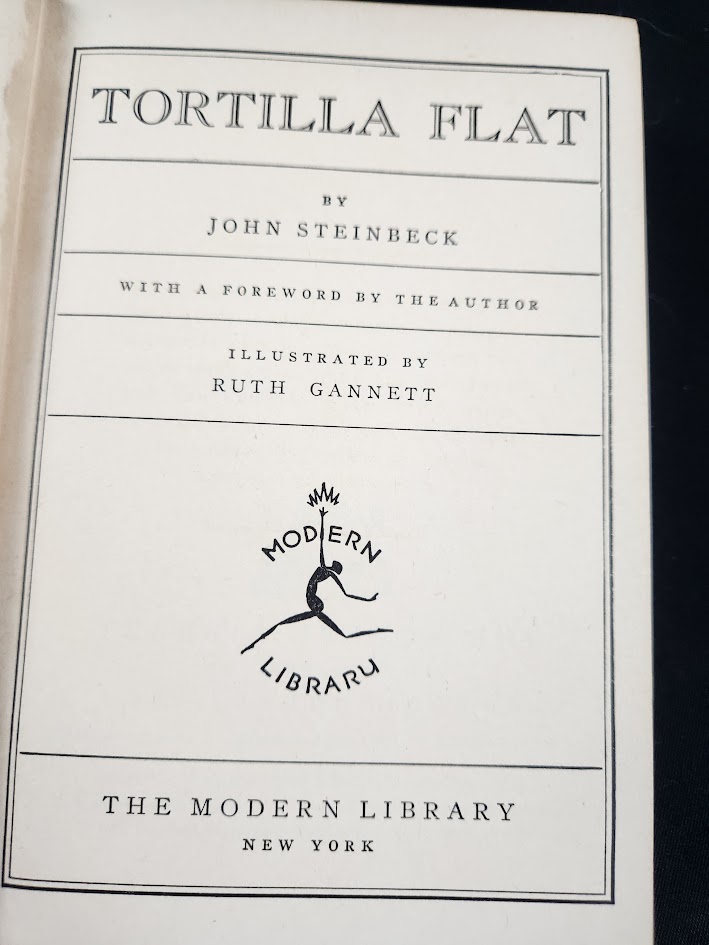 TORTILLA FLAT
BY
JOHN STEINBECK
WITH A FOREWORD BY THE AUTHOR
ILLUSTRATED BY
RUTH GANNETT
MODERN
LIBRARY
THE MODERN LIBRARY
NEW YORK